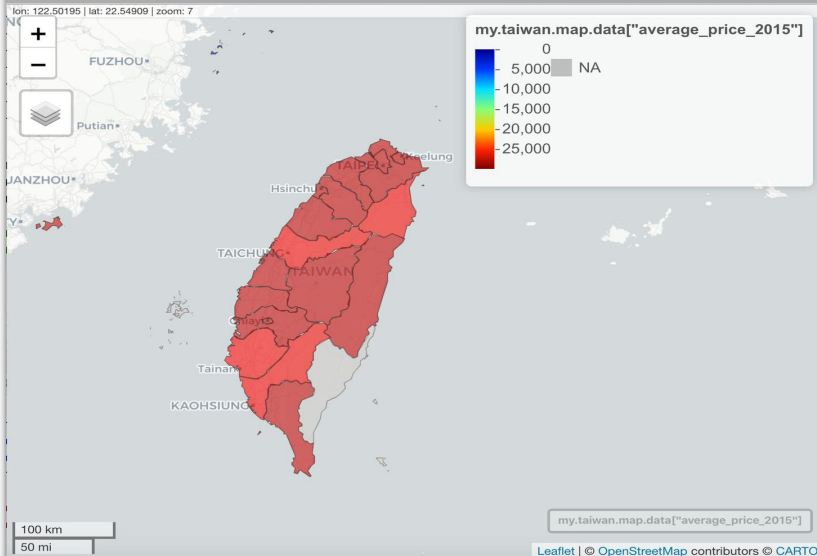 lon: 122.50195 | lat: 22.54909 | zoom: 7
my.taiwan.map.data["average_price_2015"]
0
5,000
NA
10,000
15,000
20,000
25,000
+
−
FUZHOU
Putian
Keelung
TAIPEI
Hsinchu
TAICHUNG
TAIWAN
Chiayi
Tainan
KAOHSIUNG
100 km
50 mi
my.taiwan.map.data["average_price_2015"]
Leaflet | © OpenStreetMap contributors © CARTO